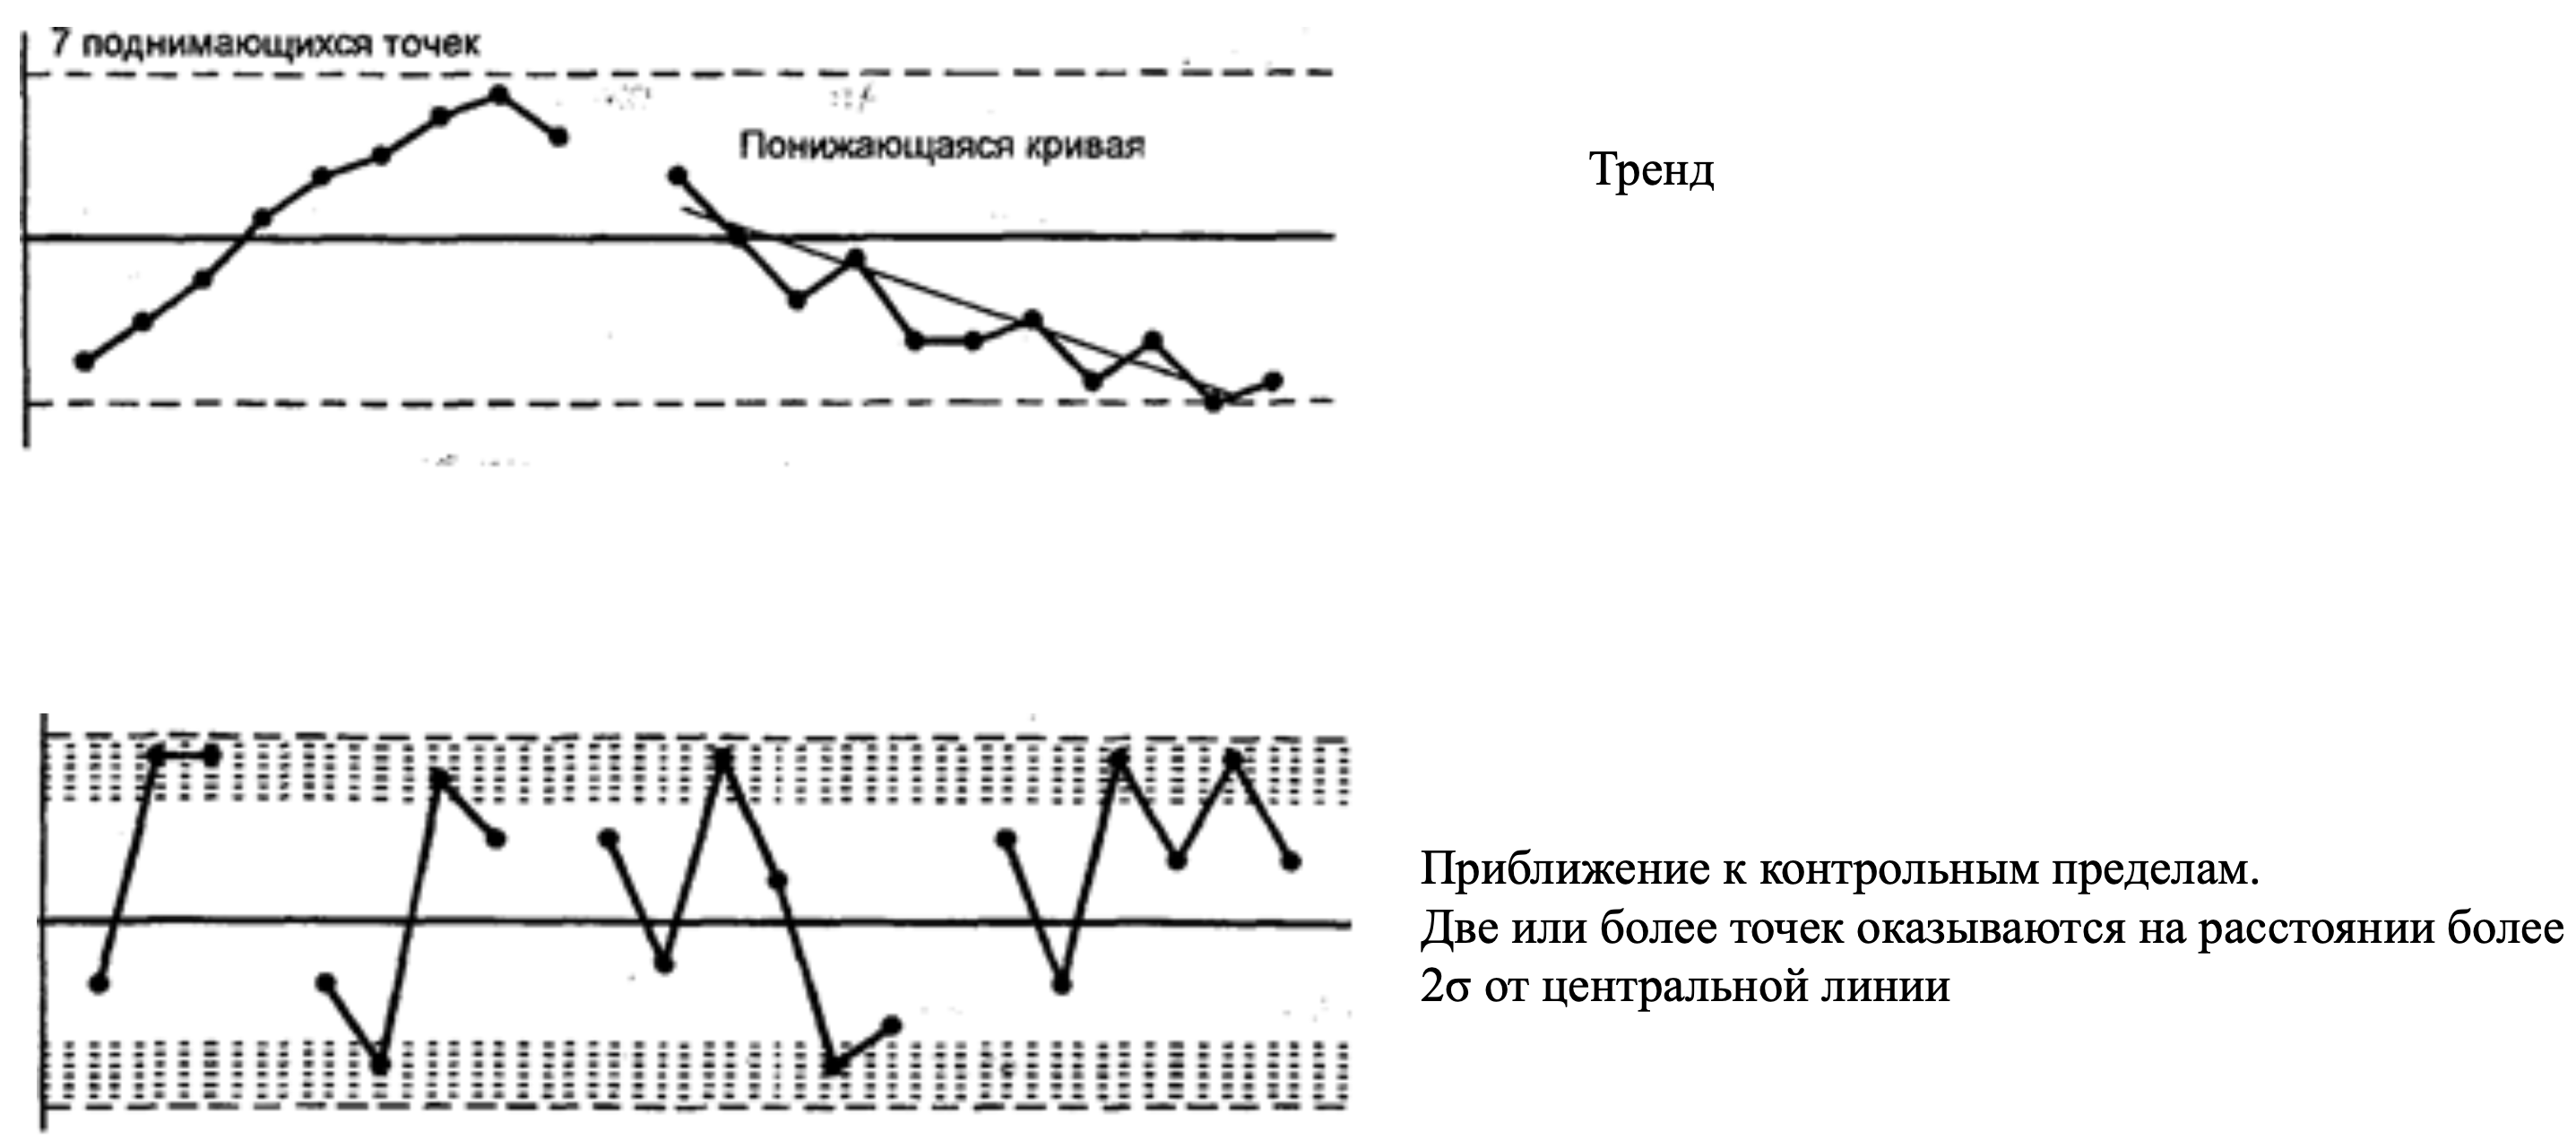 7 поднимающихся точек
Понижающаяся кривая
Тренд
Приближение к контрольным пределам.
Две или более точек оказываются на расстоянии более
2σ от центральной линии